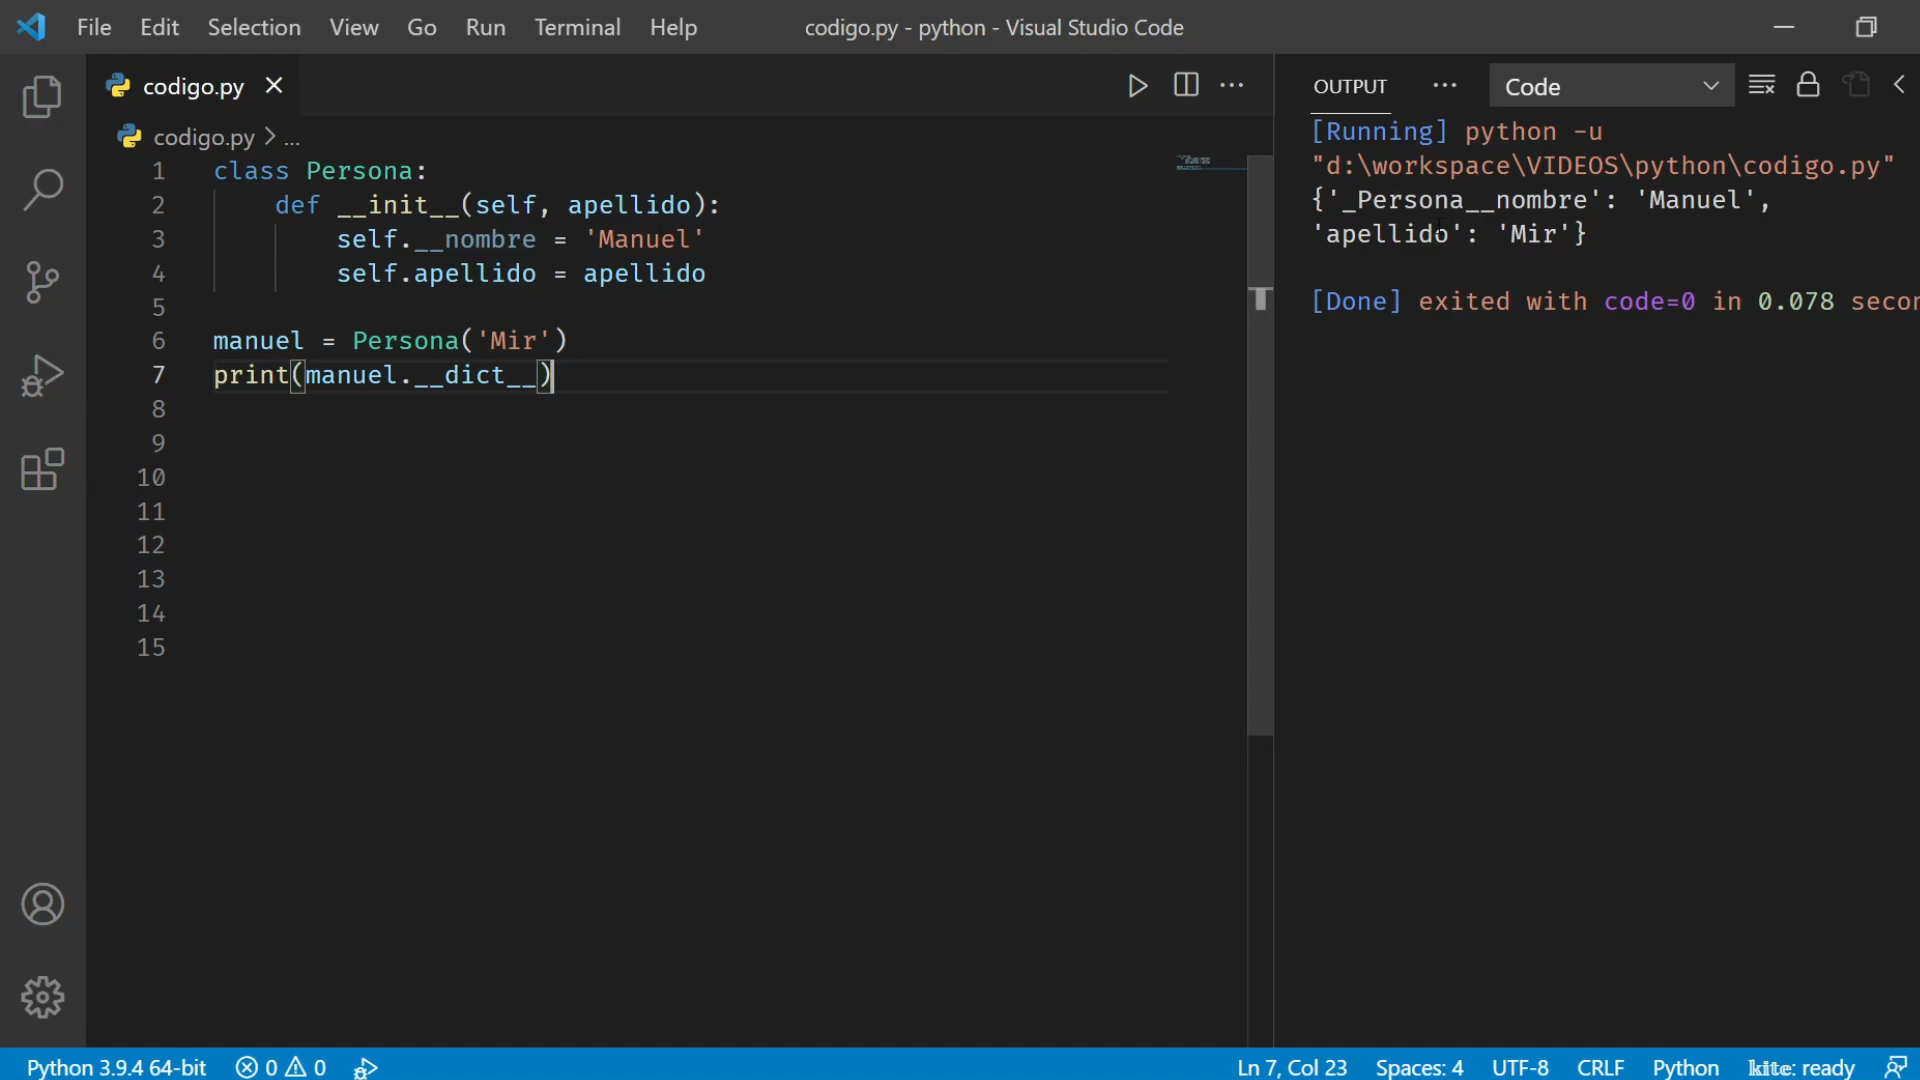 File Edit Selection View Go Run Terminal Help codigo.py - python - Visual Studio Code
codigo.py
codigo.py > ...
1 class Persona:
2 def __init__(self, apellido):
3 self.__nombre = 'Manuel'
4 self.apellido = apellido
5
6 manuel = Persona('Mir')
7 print(manuel.__dict__)
8
9
10
11
12
13
14
15
OUTPUT ... Code
[Running] python -u
"d:\workspace\VIDEOS\python\codigo.py"
{'_Persona__nombre': 'Manuel',
'apellido': 'Mir'}
[Done] exited with code=0 in 0.078 secon
Python 3.9.4 64-bit 0 0 Ln 7, Col 23 Spaces: 4 UTF-8 CRLF Python kite: ready